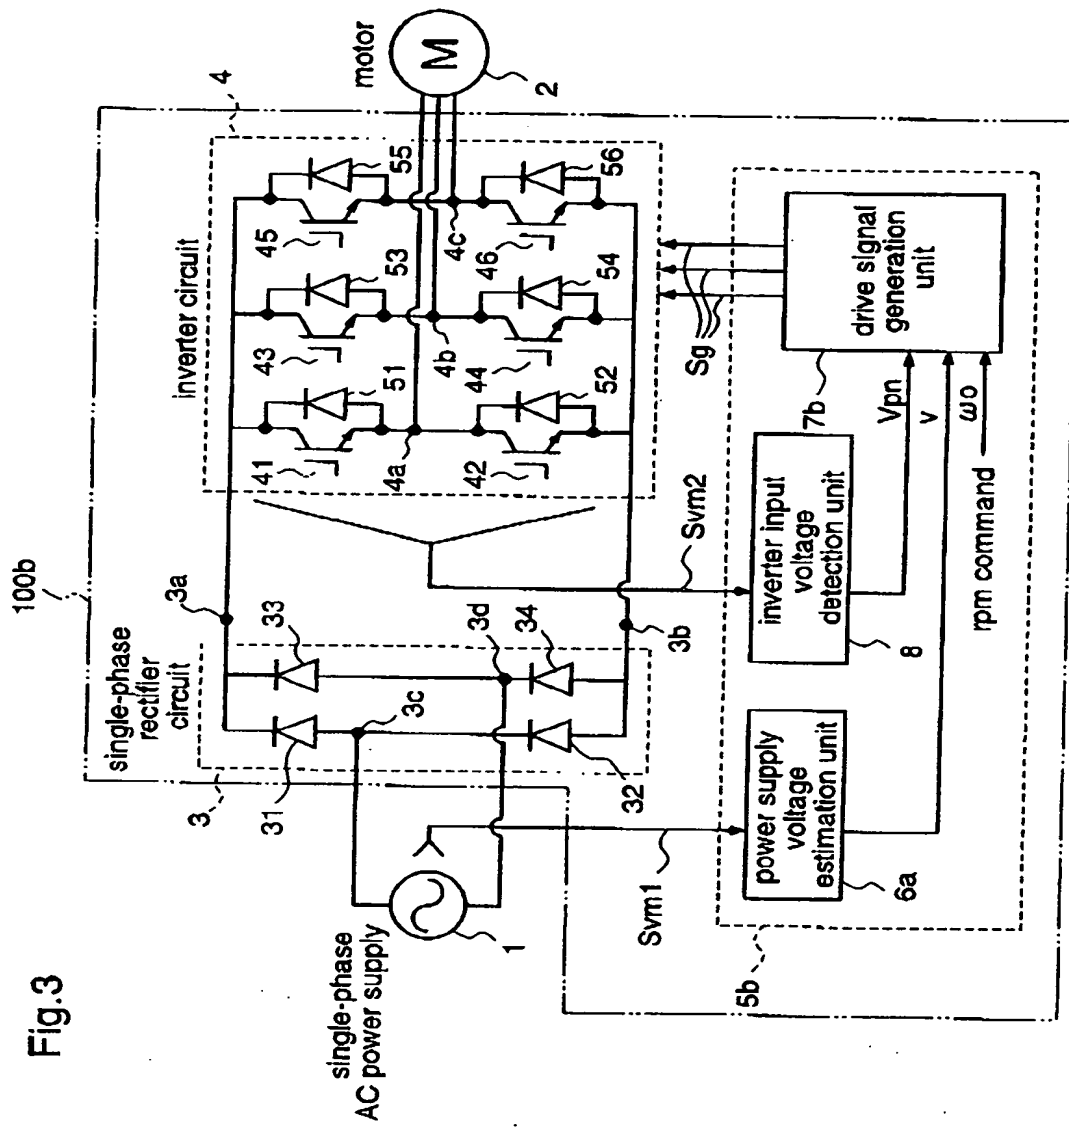 Fig.3
100b
single-phase
rectifier
circuit
3
3a
33
31
3c
3d
34
32
3b
single-phase
AC power supply
1
inverter circuit
4
41
51
43
53
45
55
4a
4b
4c
42
52
44
54
46
56
motor
M
2
Svm1
Svm2
Sg
5b
power supply
voltage
estimation unit
6a
inverter input
voltage
detection unit
8
drive signal
generation
unit
7b
Vpn
v
ωo
rpm command